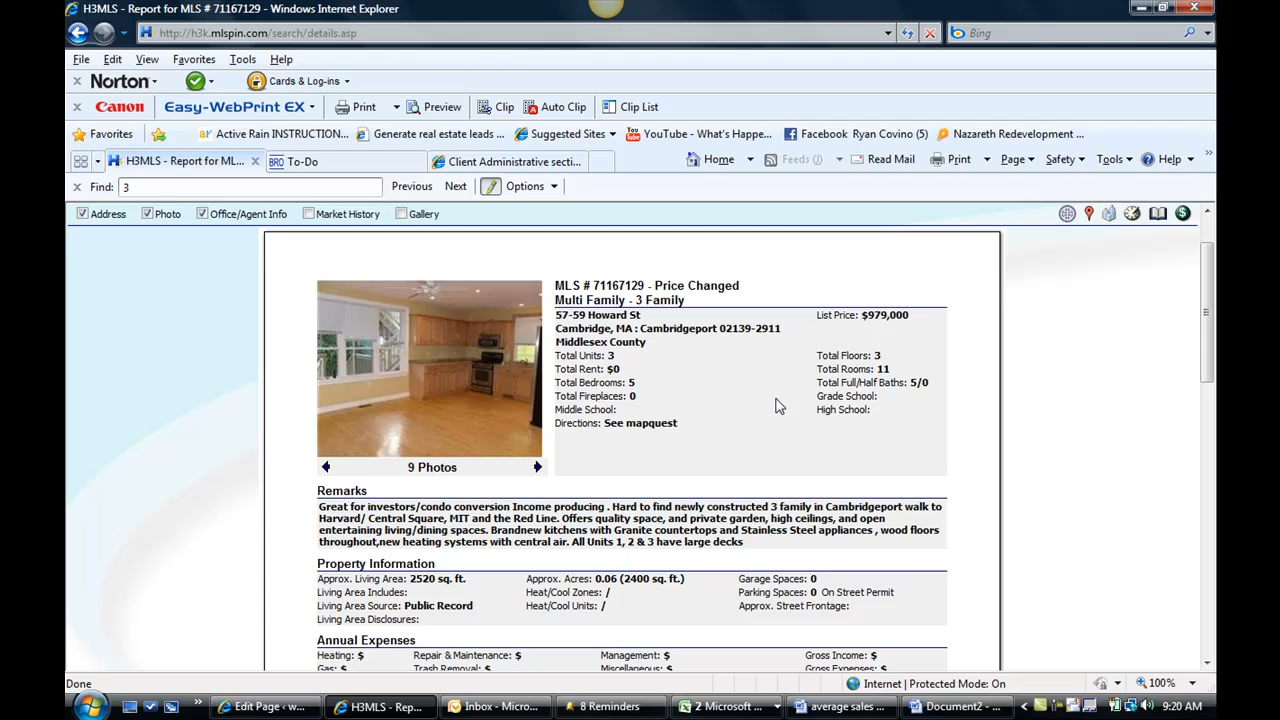 H3MLS - Report for MLS # 71167129 - Windows Internet Explorer
http://h3k.mlspin.com/search/details.asp
Bing
File Edit View Favorites Tools Help
Norton Cards & Log-ins
Canon Easy-WebPrint EX Print Preview Clip Auto Clip Clip List
Favorites Active Rain INSTRUCTION... Generate real estate leads ... Suggested Sites YouTube - What's Happe... Facebook Ryan Covino (5) Nazareth Redevelopment ...
H3MLS - Report for ML... BRO To-Do Client Administrative secti... Home Feeds (J) Read Mail Print Page Safety Tools Help
Find: 3 Previous Next Options
Address Photo Office/Agent Info Market History Gallery
MLS # 71167129 - Price Changed
Multi Family - 3 Family
57-59 Howard St List Price: $979,000
Cambridge, MA : Cambridgeport 02139-2911
Middlesex County
Total Units: 3 Total Floors: 3
Total Rent: $0 Total Rooms: 11
Total Bedrooms: 5 Total Full/Half Baths: 5/0
Total Fireplaces: 0 Grade School:
Middle School: High School:
Directions: See mapquest
9 Photos
Remarks
Great for investors/condo conversion Income producing . Hard to find newly constructed 3 family in Cambridgeport walk to
Harvard/ Central Square, MIT and the Red Line. Offers quality space, and private garden, high ceilings, and open
entertaining living/dining spaces. Brandnew kitchens with Granite countertops and Stainless Steel appliances , wood floors
throughout,new heating systems with central air. All Units 1, 2 & 3 have large decks
Property Information
Approx. Living Area: 2520 sq. ft. Approx. Acres: 0.06 (2400 sq. ft.) Garage Spaces: 0
Living Area Includes: Heat/Cool Zones: / Parking Spaces: 0 On Street Permit
Living Area Source: Public Record Heat/Cool Units: / Approx. Street Frontage:
Living Area Disclosures:
Annual Expenses
Heating: $ Repair & Maintenance: $ Management: $ Gross Income: $
Gas: $ Trash Removal: $ Miscellaneous: $ Gross Expenses: $
Done Internet | Protected Mode: On 100%
Edit Page ‹ w... H3MLS - Rep... Inbox - Micros... 8 Reminders 2 Microsoft ... average sales ... Document2 - ... 9:20 AM